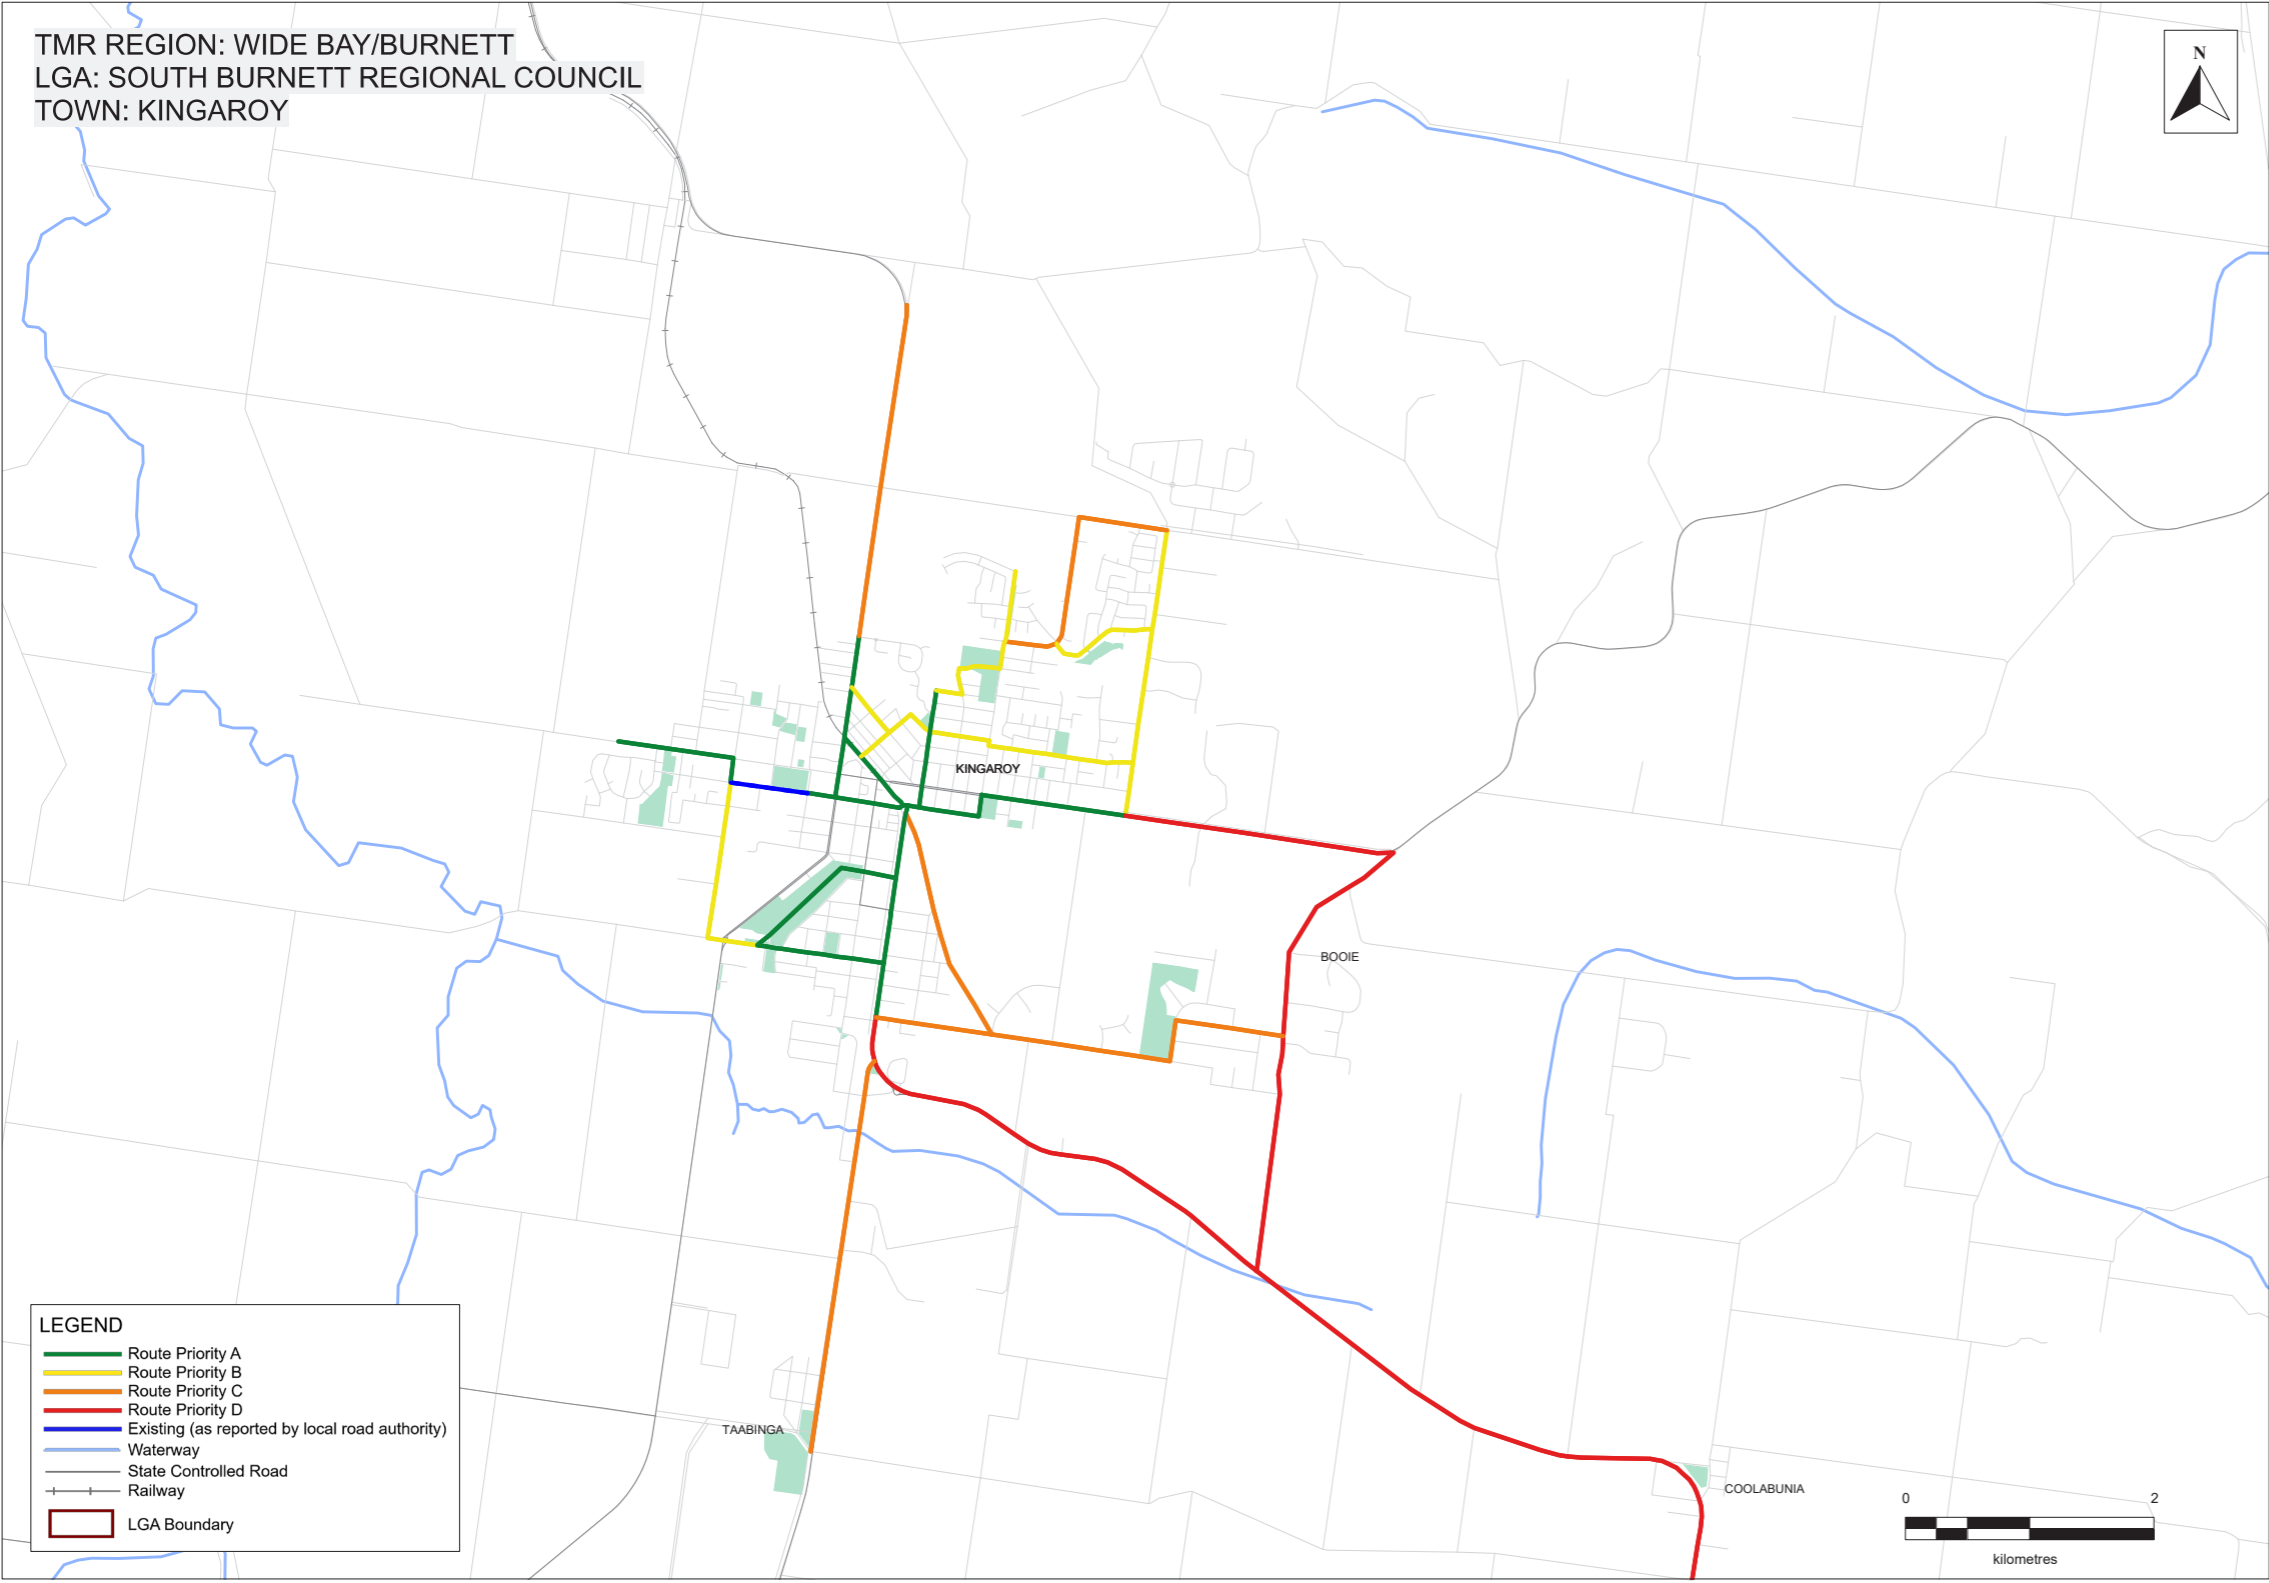 TMR REGION: WIDE BAY/BURNETT
LGA: SOUTH BURNETT REGIONAL COUNCIL
TOWN: KINGAROY
N
KINGAROY
BOOIE
TAABINGA
COOLABUNIA
LEGEND
Route Priority A
Route Priority B
Route Priority C
Route Priority D
Existing (as reported by local road authority)
Waterway
State Controlled Road
Railway
LGA Boundary
0 2
kilometres